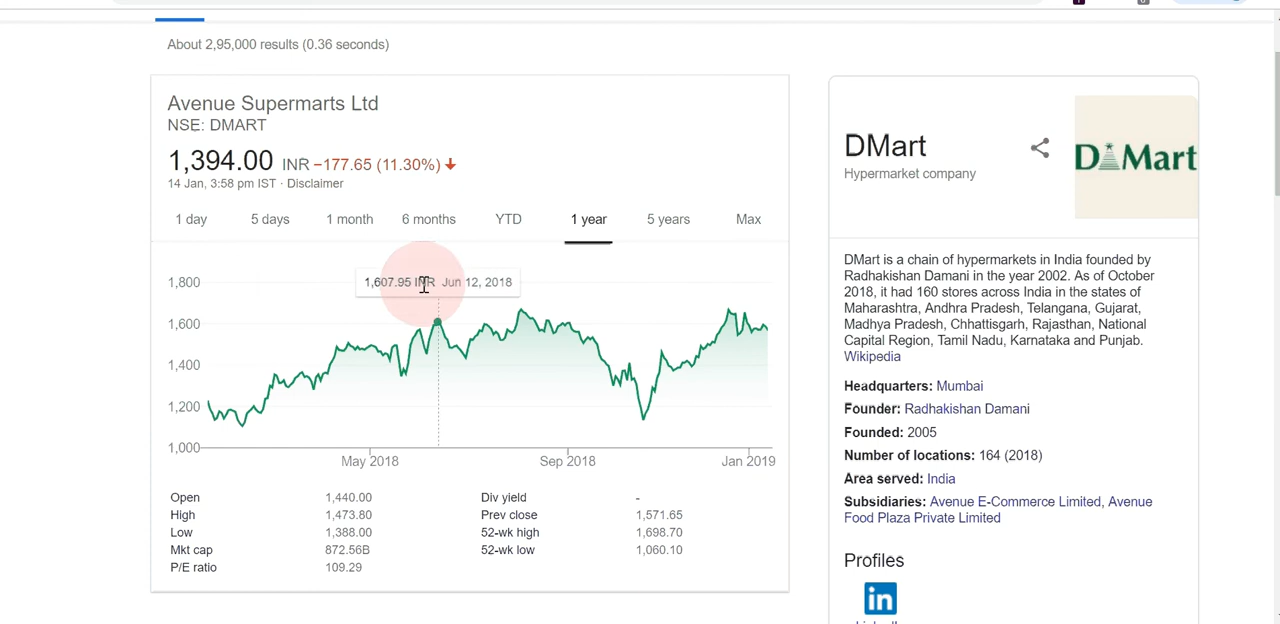 About 2,95,000 results (0.36 seconds)
Avenue Supermarts Ltd
NSE: DMART
1,394.00 INR −177.65 (11.30%)
14 Jan, 3:58 pm IST · Disclaimer
1 day 5 days 1 month 6 months YTD 1 year 5 years Max
1,607.95 INR Jun 12, 2018
1,800
1,600
1,400
1,200
1,000
May 2018 Sep 2018 Jan 2019
Open 1,440.00 Div yield -
High 1,473.80 Prev close 1,571.65
Low 1,388.00 52-wk high 1,698.70
Mkt cap 872.56B 52-wk low 1,060.10
P/E ratio 109.29
DMart
Hypermarket company
DMart
DMart is a chain of hypermarkets in India founded by
Radhakishan Damani in the year 2002. As of October
2018, it had 160 stores across India in the states of
Maharashtra, Andhra Pradesh, Telangana, Gujarat,
Madhya Pradesh, Chhattisgarh, Rajasthan, National
Capital Region, Tamil Nadu, Karnataka and Punjab.
Wikipedia
Headquarters: Mumbai
Founder: Radhakishan Damani
Founded: 2005
Number of locations: 164 (2018)
Area served: India
Subsidiaries: Avenue E-Commerce Limited, Avenue
Food Plaza Private Limited
Profiles
in